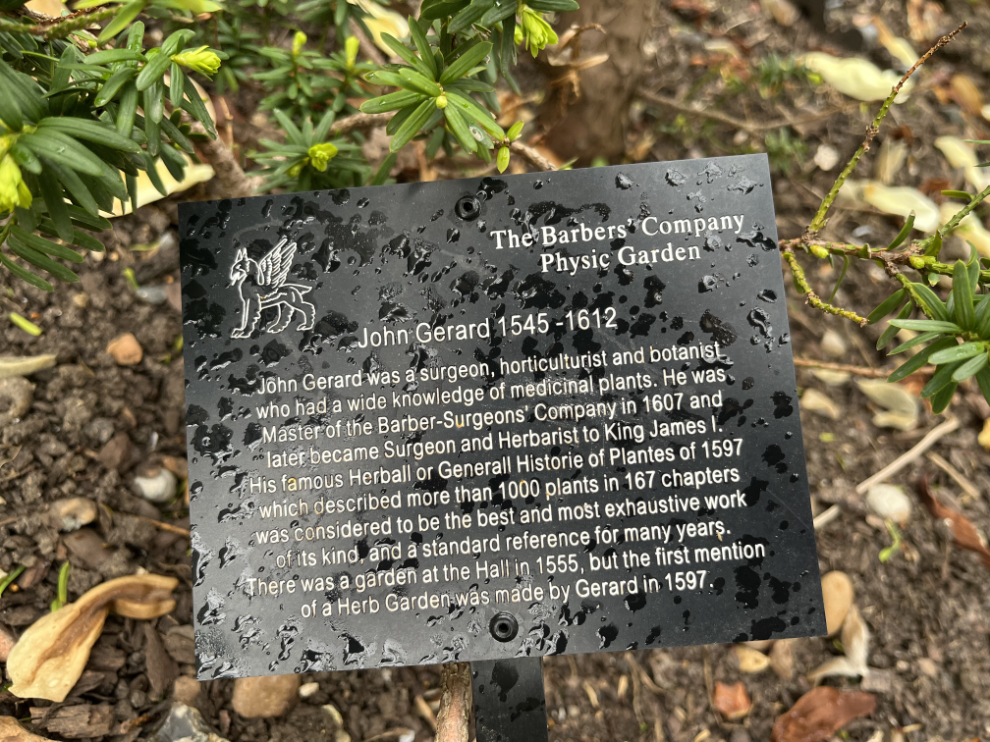 The Barbers' Company
Physic Garden
John Gerard 1545 -1612
John Gerard was a surgeon, horticulturist and botanist
who had a wide knowledge of medicinal plants. He was
Master of the Barber-Surgeons' Company in 1607 and
later became Surgeon and Herbarist to King James I.
His famous Herball or Generall Historie of Plantes of 1597
which described more than 1000 plants in 167 chapters
was considered to be the best and most exhaustive work
of its kind, and a standard reference for many years.
There was a garden at the Hall in 1555, but the first mention
of a Herb Garden was made by Gerard in 1597.